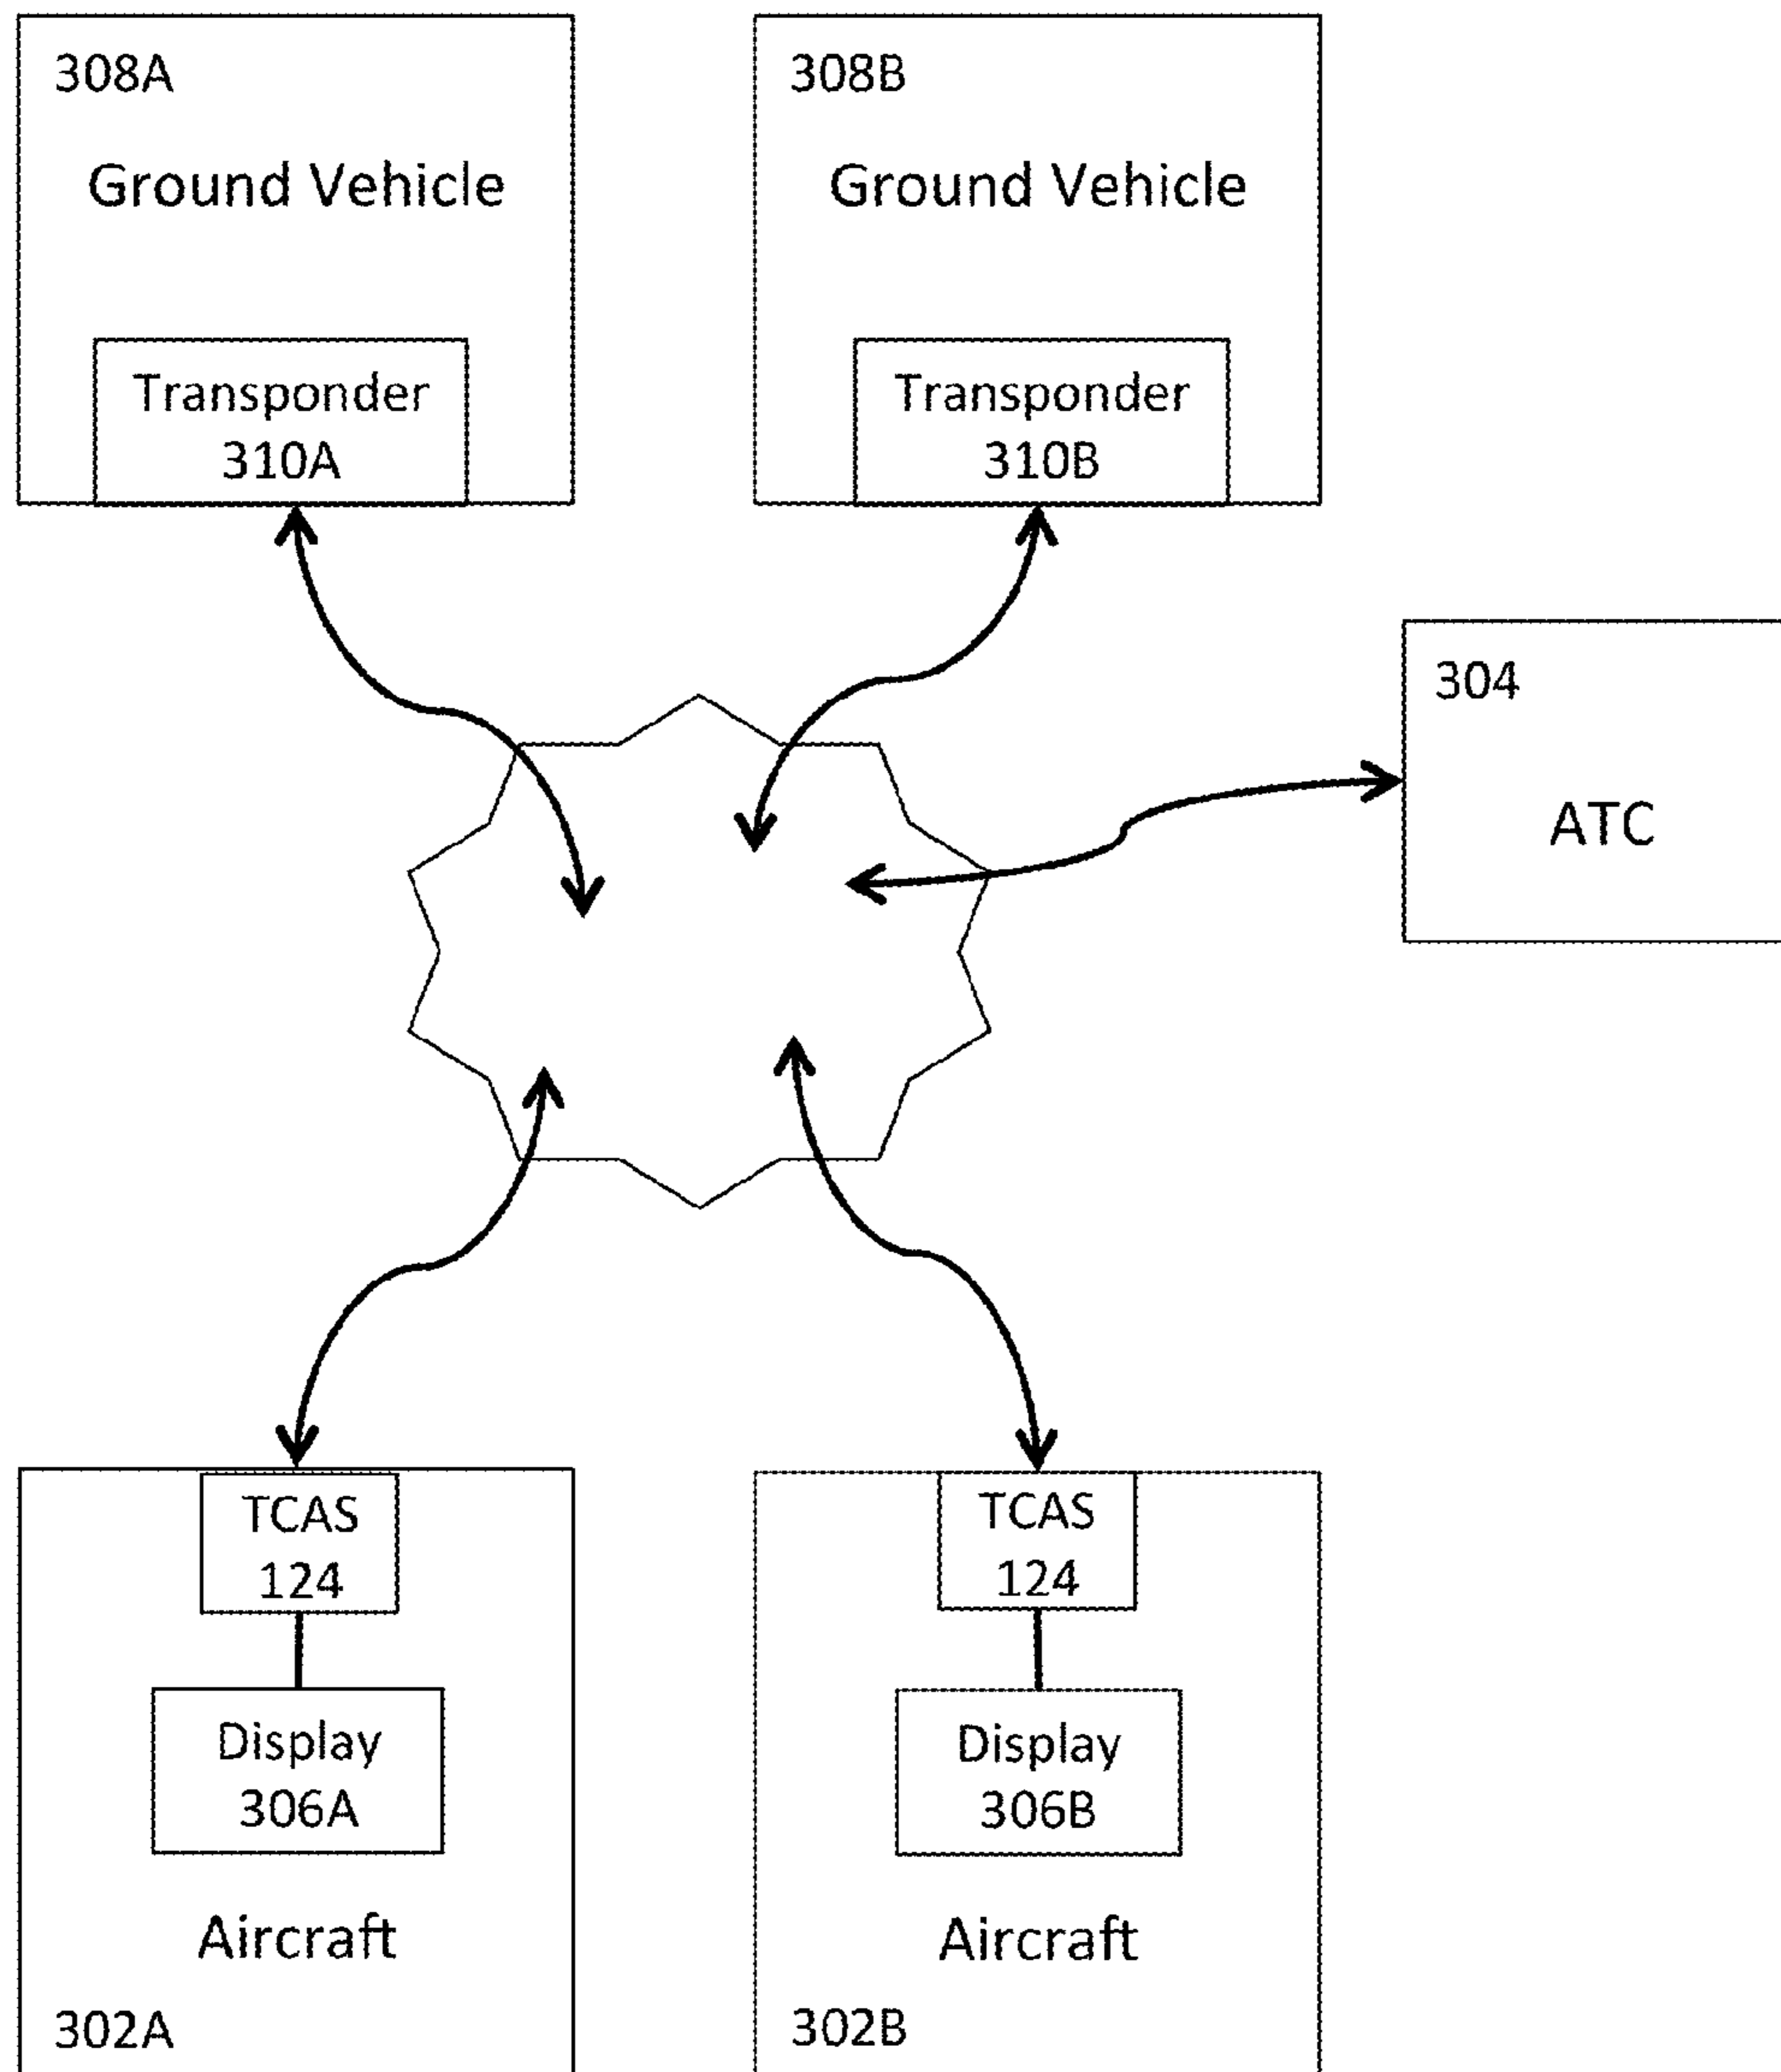 308A
Ground Vehicle
Transponder
310A
308B
Ground Vehicle
Transponder
310B
304
ATC
TCAS
124
Display
306A
Aircraft
302A
TCAS
124
Display
306B
Aircraft
302B